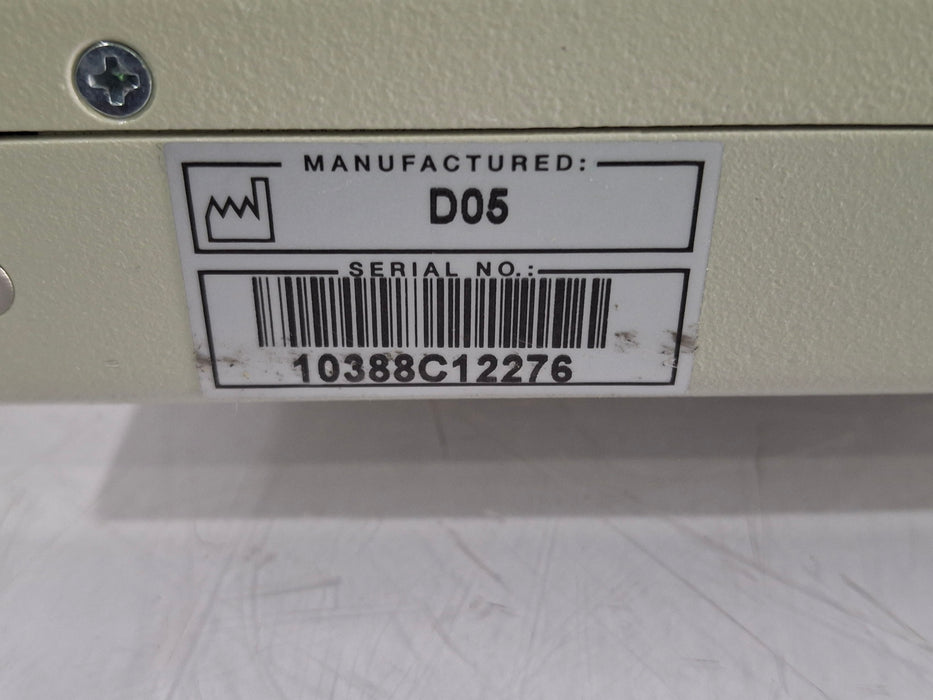 MANUFACTURED:
D05
SERIAL NO.:
10388C12276